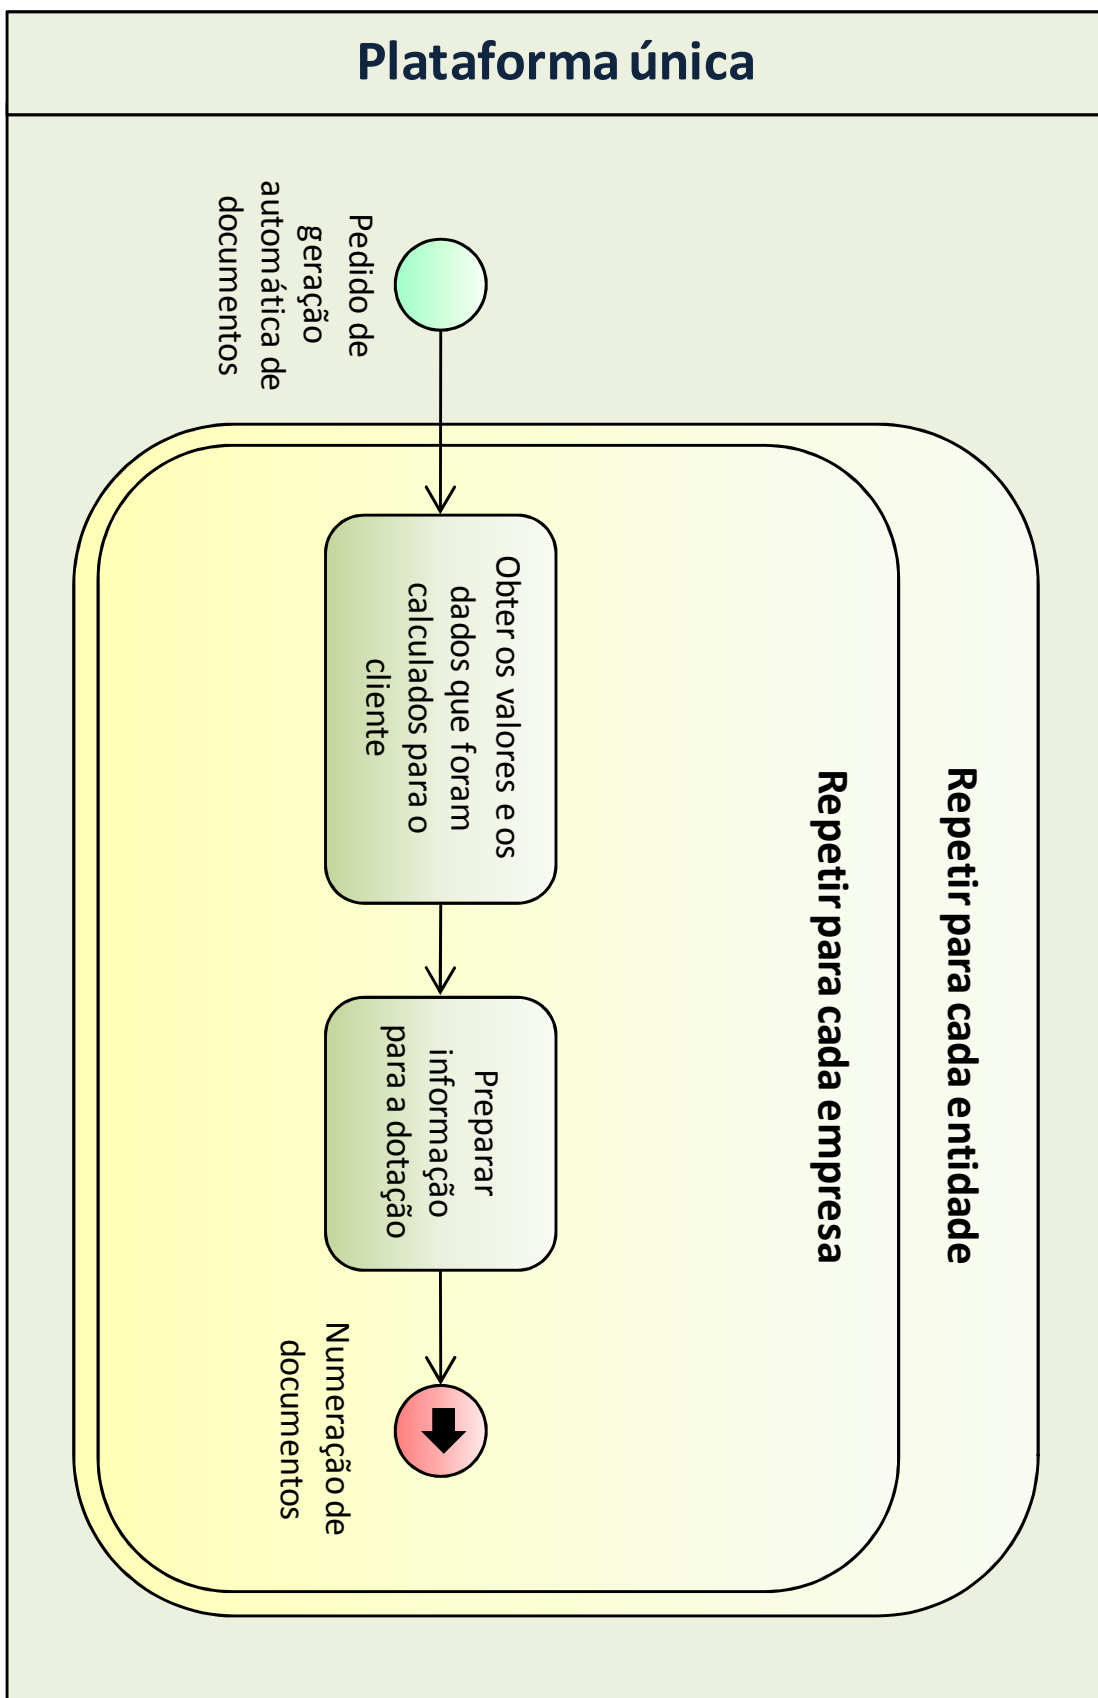 Plataforma única
Pedido de
geração
automática de
documentos
Repetir para cada entidade
Repetir para cada empresa
Obter os valores e os
dados que foram
calculados para o
cliente
Preparar
informação
para a dotação
Numeração de
documentos